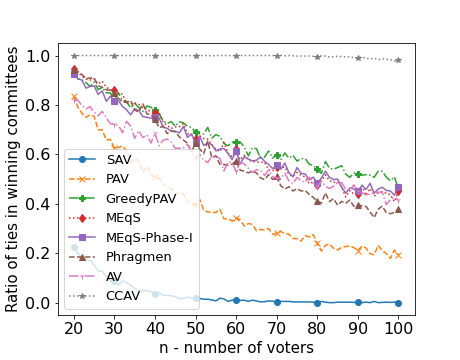 1.0
0.8
0.6
0.4
0.2
0.0
Ratio of ties in winning committees
SAV
PAV
GreedyPAV
MEqS
MEqS-Phase-I
Phragmen
AV
CCAV
20 30 40 50 60 70 80 90 100
n - number of voters